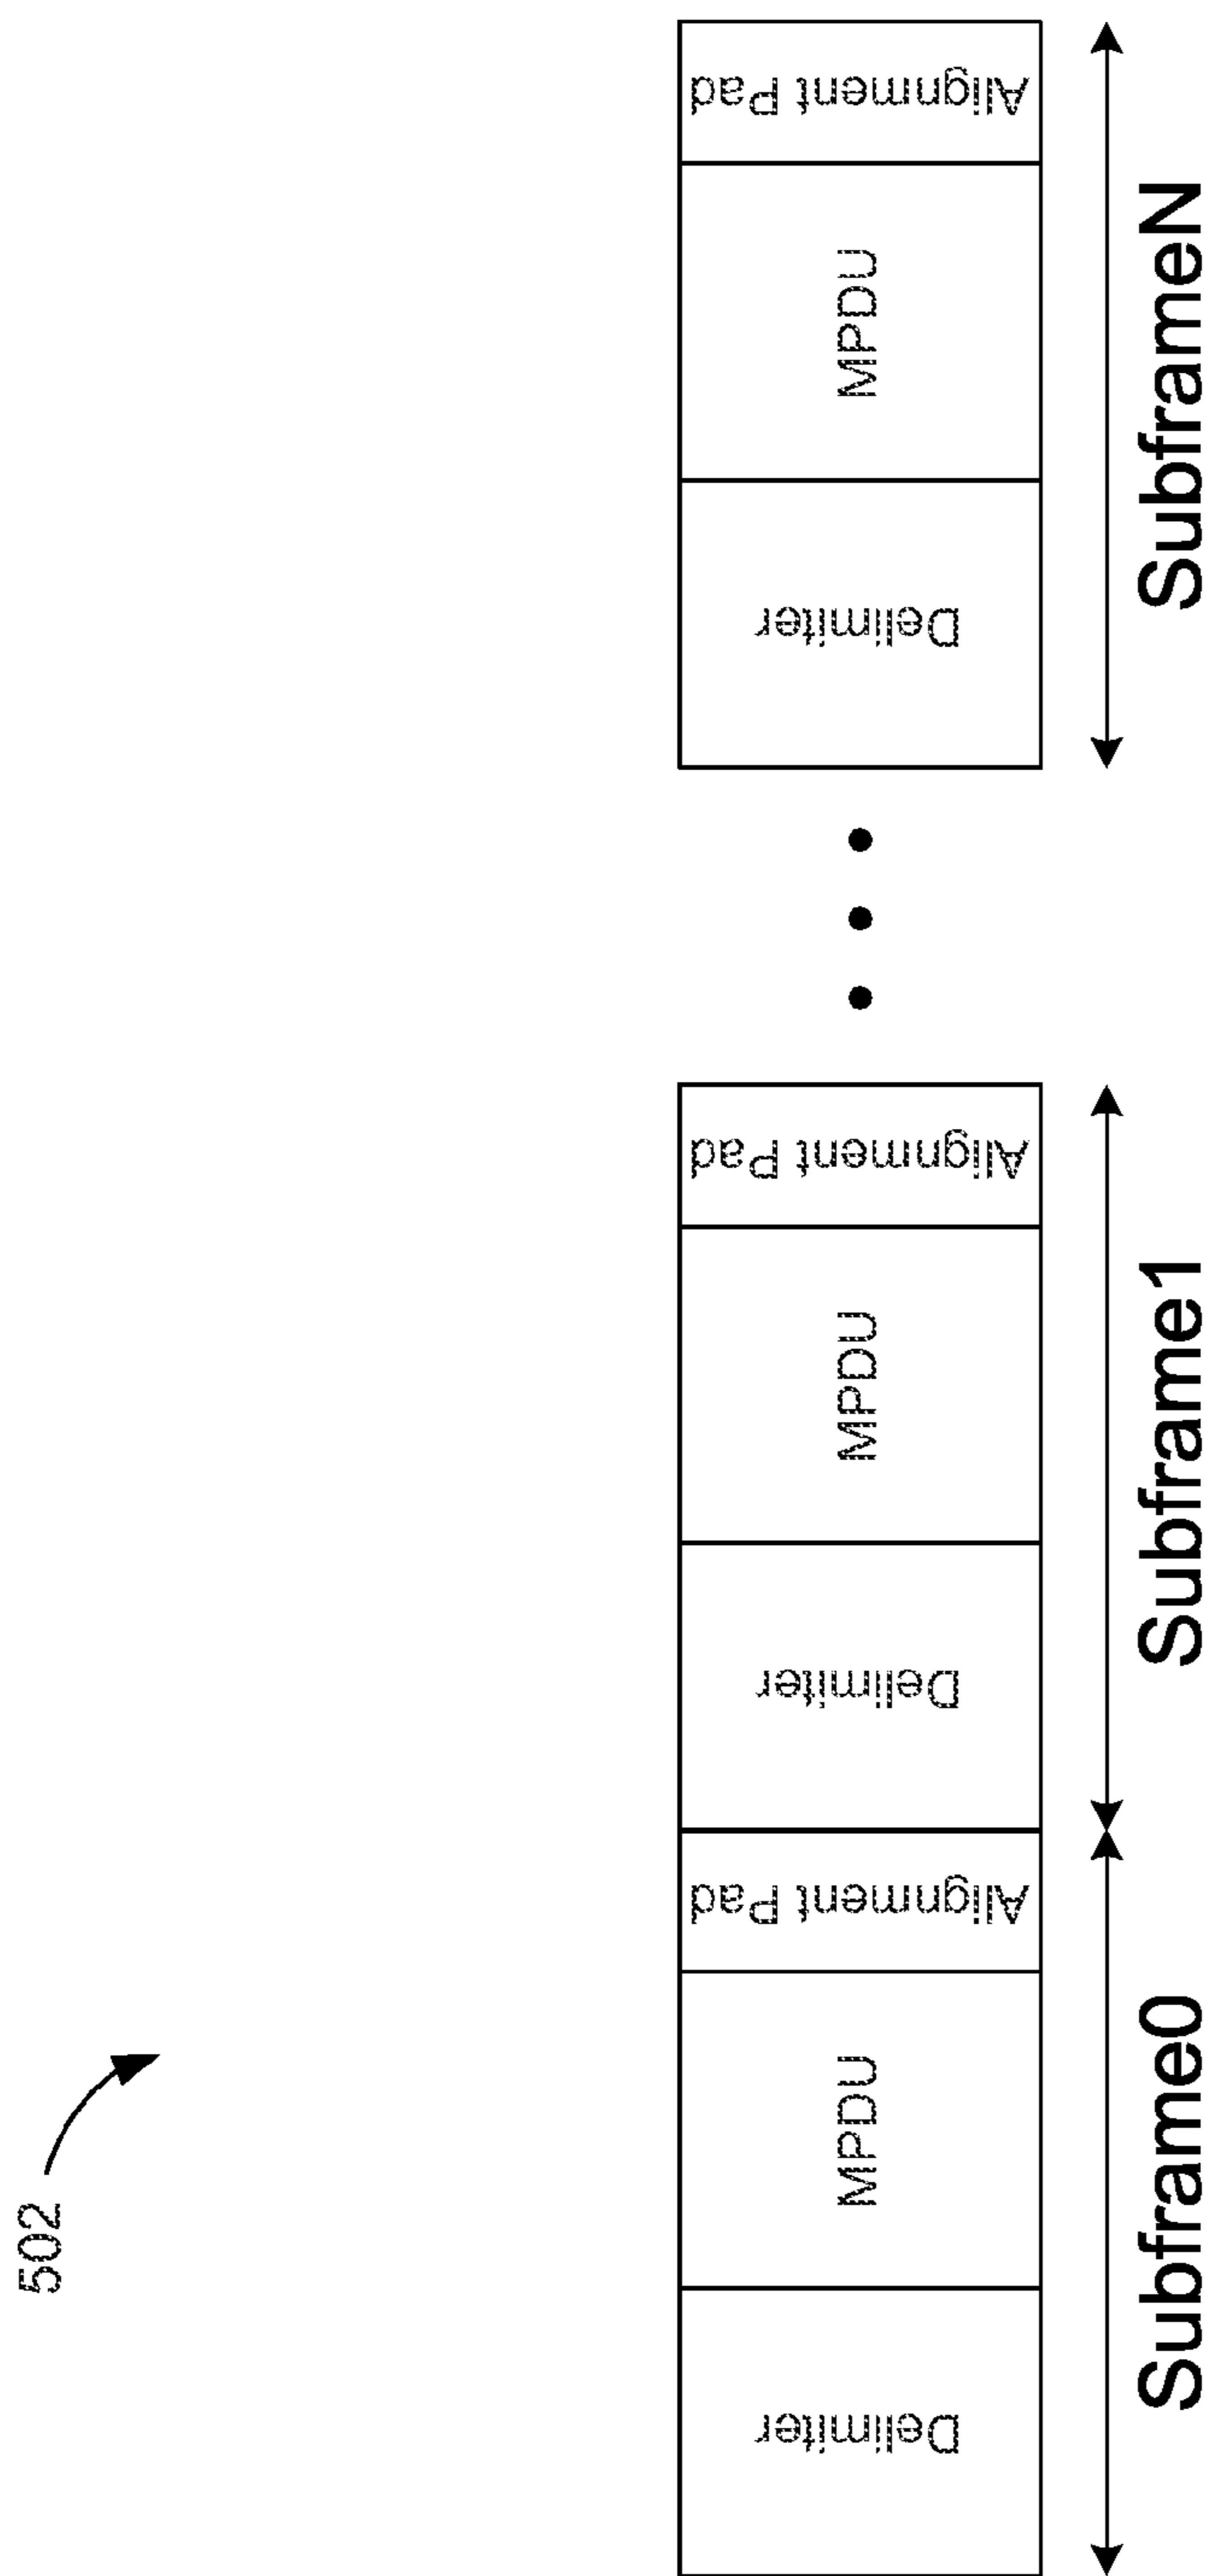 502
Delimiter
MPDU
Alignment Pad
Delimiter
MPDU
Alignment Pad
Delimiter
MPDU
Alignment Pad
Subframe0
Subframe1
SubframeN